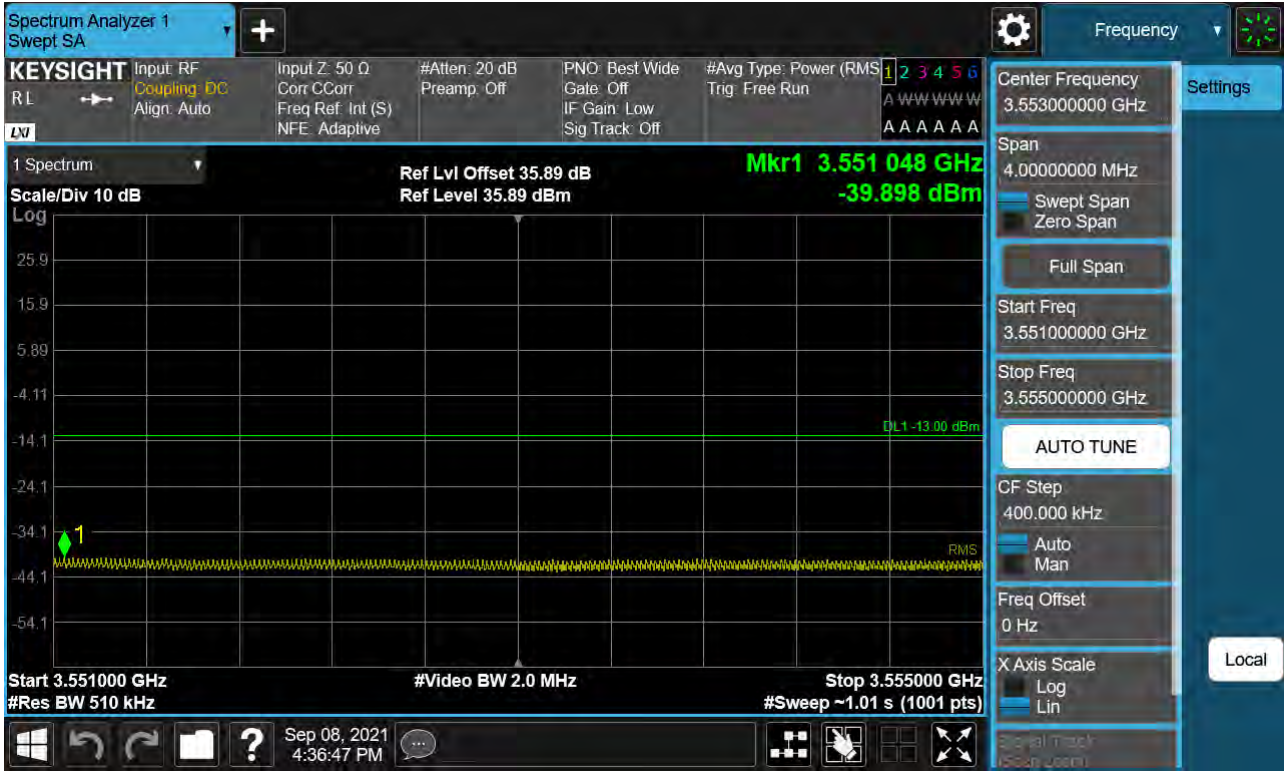 Spectrum Analyzer 1
Swept SA
Frequency
KEYSIGHT
R L
LXI
Input: RF
Coupling: DC
Align: Auto
Input Z: 50 Ω
Corr CCorr
Freq Ref: Int (S)
NFE: Adaptive
#Atten: 20 dB
Preamp: Off
PNO: Best Wide
Gate: Off
IF Gain: Low
Sig Track: Off
#Avg Type: Power (RMS
Trig: Free Run
1 2 3 4 5 6
A W W W W W
A A A A A A
1 Spectrum
Scale/Div 10 dB
Ref Lvl Offset 35.89 dB
Ref Level 35.89 dBm
Mkr1 3.551 048 GHz
-39.898 dBm
Log
25.9
15.9
5.89
-4.11
-14.1
-24.1
-34.1
-44.1
-54.1
DL1 -13.00 dBm
1
RMS
Start 3.551000 GHz
#Res BW 510 kHz
#Video BW 2.0 MHz
Stop 3.555000 GHz
#Sweep ~1.01 s (1001 pts)
Center Frequency
3.553000000 GHz
Span
4.00000000 MHz
Swept Span
Zero Span
Full Span
Start Freq
3.551000000 GHz
Stop Freq
3.555000000 GHz
AUTO TUNE
CF Step
400.000 kHz
Auto
Man
Freq Offset
0 Hz
X Axis Scale
Log
Lin
Signal Track
(Span Zoom)
Settings
Local
?
Sep 08, 2021
4:36:47 PM